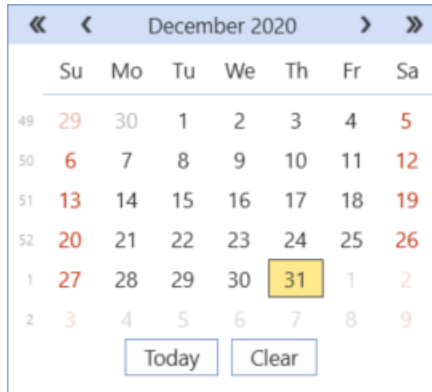 « ‹ December 2020 › »
Su Mo Tu We Th Fr Sa
49 29 30 1 2 3 4 5
50 6 7 8 9 10 11 12
51 13 14 15 16 17 18 19
52 20 21 22 23 24 25 26
1 27 28 29 30 31 1 2
2 3 4 5 6 7 8 9
Today Clear